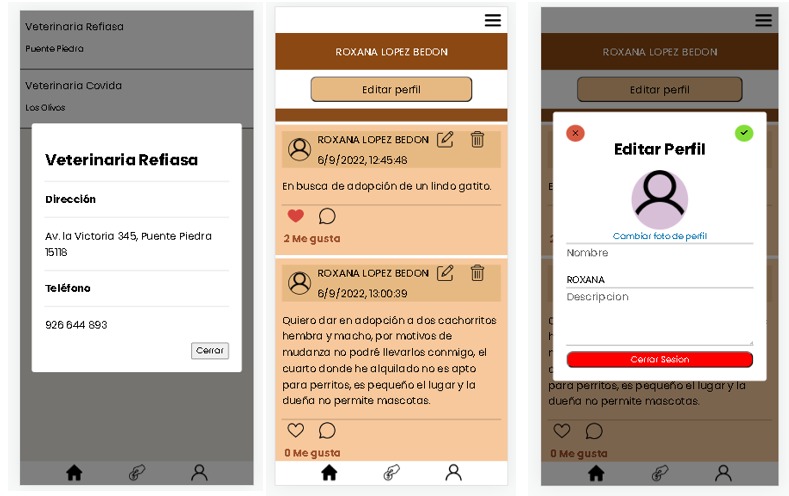 Veterinaria Refiasa
Puente Piedra
Veterinaria Covida
Los Olivos
Veterinaria Refiasa
Dirección
Av. la Victoria 345, Puente Piedra
15118
Teléfono
926 644 893
Cerrar
ROXANA LOPEZ BEDON
Editar perfil
ROXANA LOPEZ BEDON
6/9/2022, 12:45:48
En busca de adopción de un lindo gatito.
2 Me gusta
ROXANA LOPEZ BEDON
6/9/2022, 13:00:39
Quiero dar en adopción a dos cachorritos
hembra y macho, por motivos de
mudanza no podré llevarlos conmigo, el
cuarto donde he alquilado no es apto
para perritos, es pequeño el lugar y la
dueña no permite mascotas.
0 Me gusta
ROXANA LOPEZ BEDON
Editar perfil
Editar Perfil
Cambiar foto de perfil
Nombre
ROXANA
Descripcion
Cerrar Sesion
para perritos, es pequeño el lugar y la
dueña no permite mascotas.
0 Me gusta